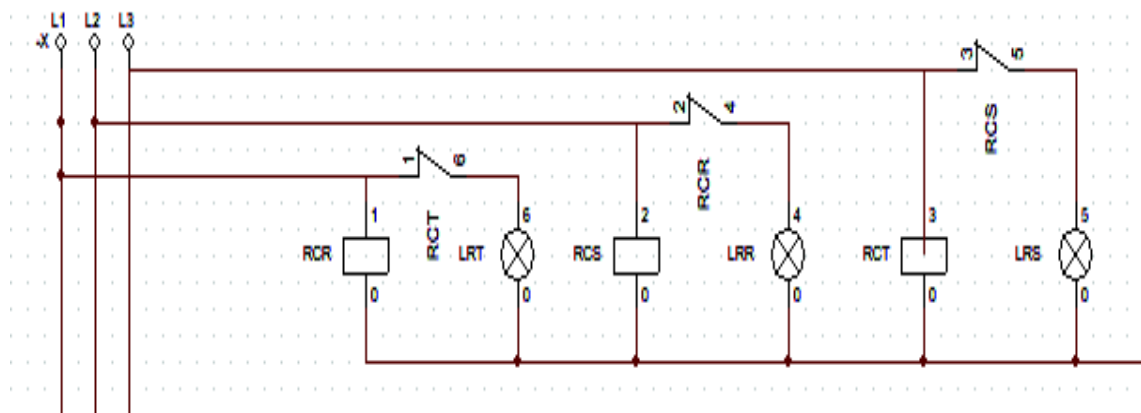 L1 L2 L3
3 5
RCS
2 4
RCR
1 6
RCT
1 6 2 4 3 5
RCR LRT RCS LRR RCT LRS
0 0 0 0 0 0